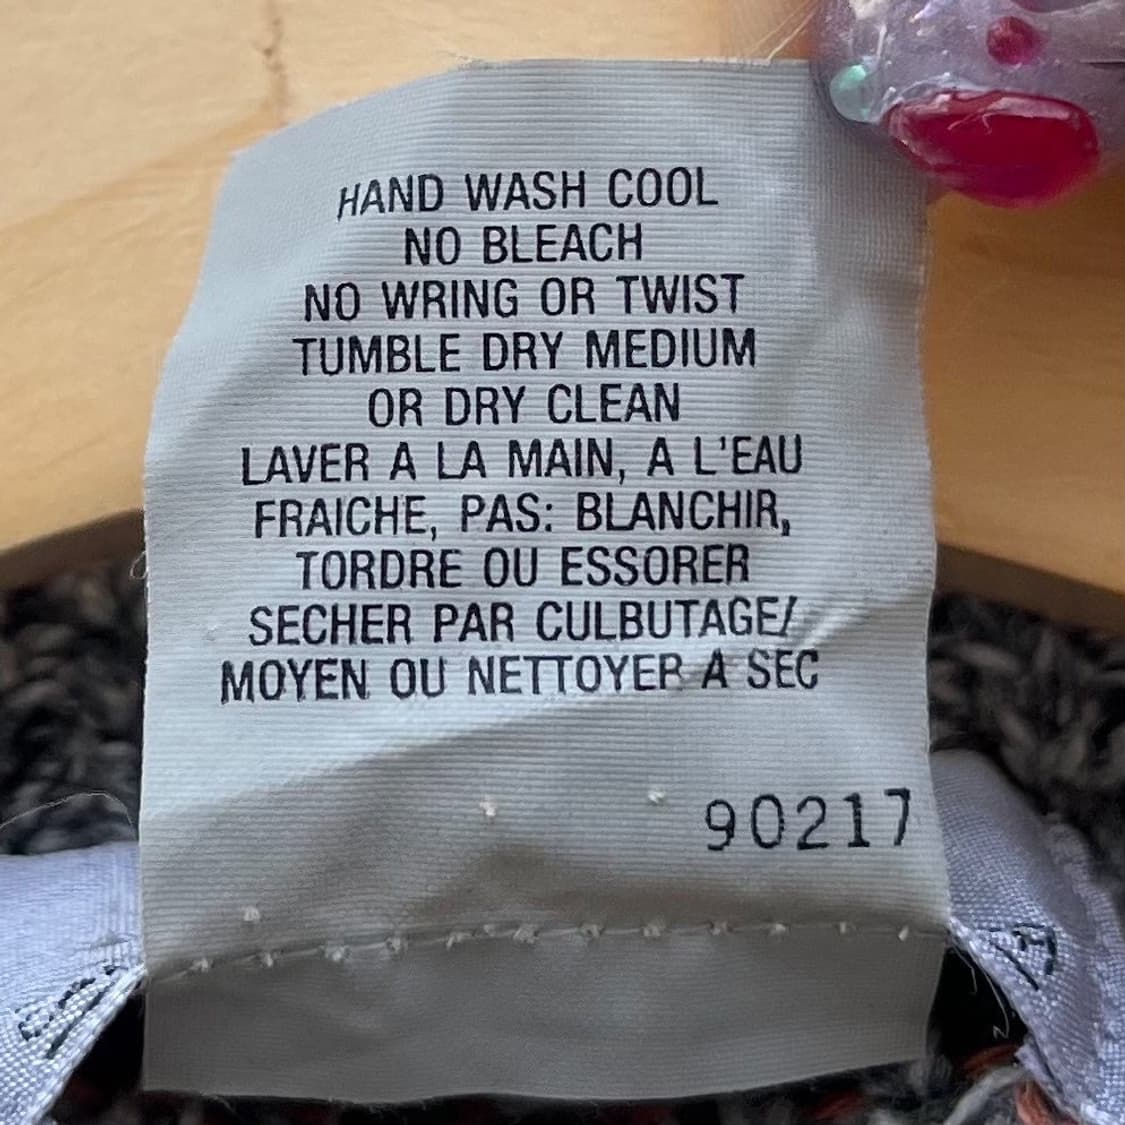 HAND WASH COOL
NO BLEACH
NO WRING OR TWIST
TUMBLE DRY MEDIUM
OR DRY CLEAN
LAVER A LA MAIN, A L'EAU
FRAICHE, PAS: BLANCHIR,
TORDRE OU ESSORER
SECHER PAR CULBUTAGE/
MOYEN OU NETTOYER A SEC
90217